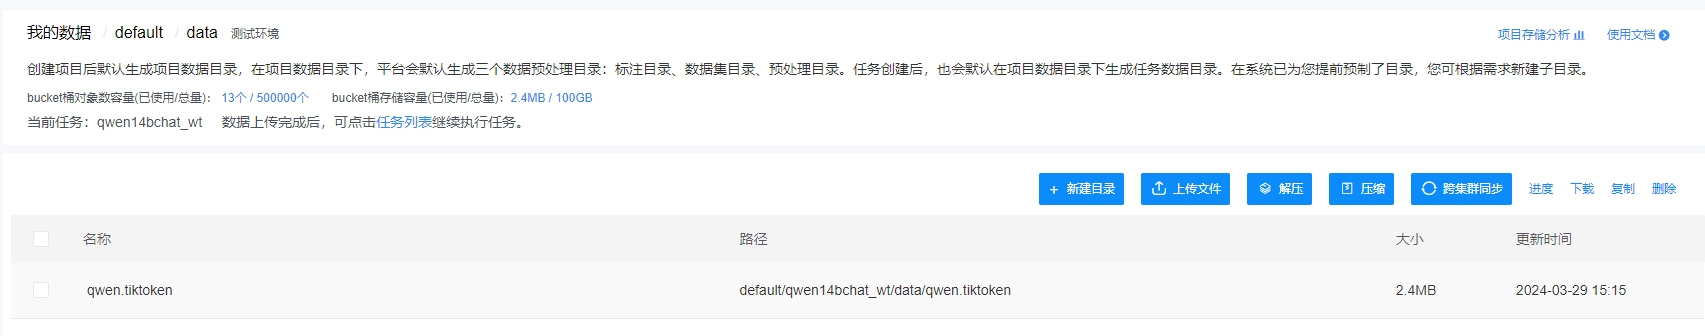 我的数据 / default / data 测试环境 项目存储分析 使用文档
创建项目后默认生成项目数据目录，在项目数据目录下，平台会默认生成三个数据预处理目录：标注目录、数据集目录、预处理目录。任务创建后，也会默认在项目数据目录下生成任务数据目录。在系统已为您提前预制了目录，您可根据需求新建子目录。
bucket桶对象数容量(已使用/总量)： 13个 / 500000个 bucket桶存储容量(已使用/总量)： 2.4MB / 100GB
当前任务：qwen14bchat_wt 数据上传完成后，可点击任务列表继续执行任务。
+ 新建目录 上传文件 解压 压缩 跨集群同步 进度 下载 复制 删除
名称 路径 大小 更新时间
qwen.tiktoken default/qwen14bchat_wt/data/qwen.tiktoken 2.4MB 2024-03-29 15:15